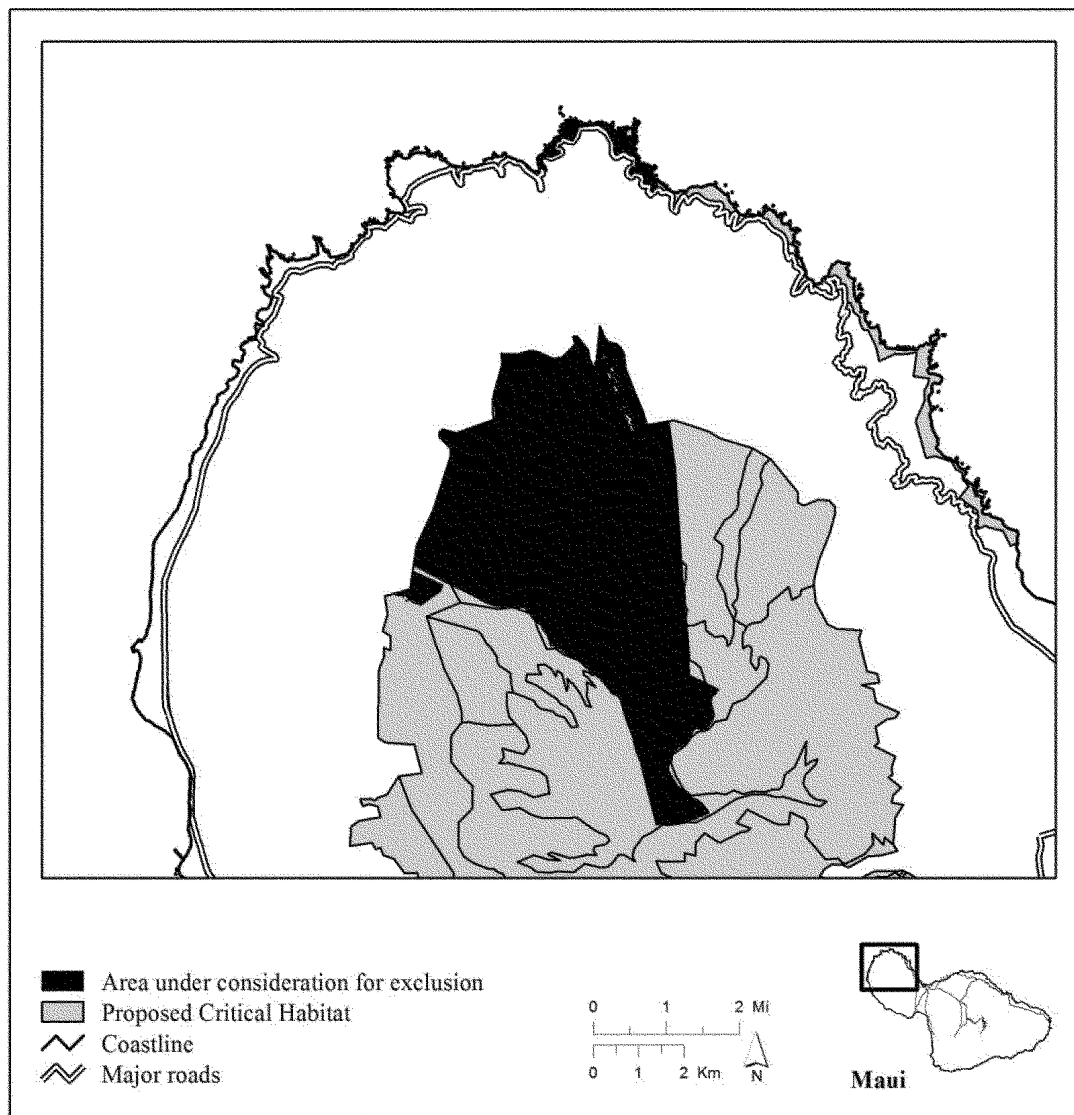 Area under consideration for exclusion
Proposed Critical Habitat
Coastline
Major roads
0 1 2 Mi
0 1 2 Km
N
Maui